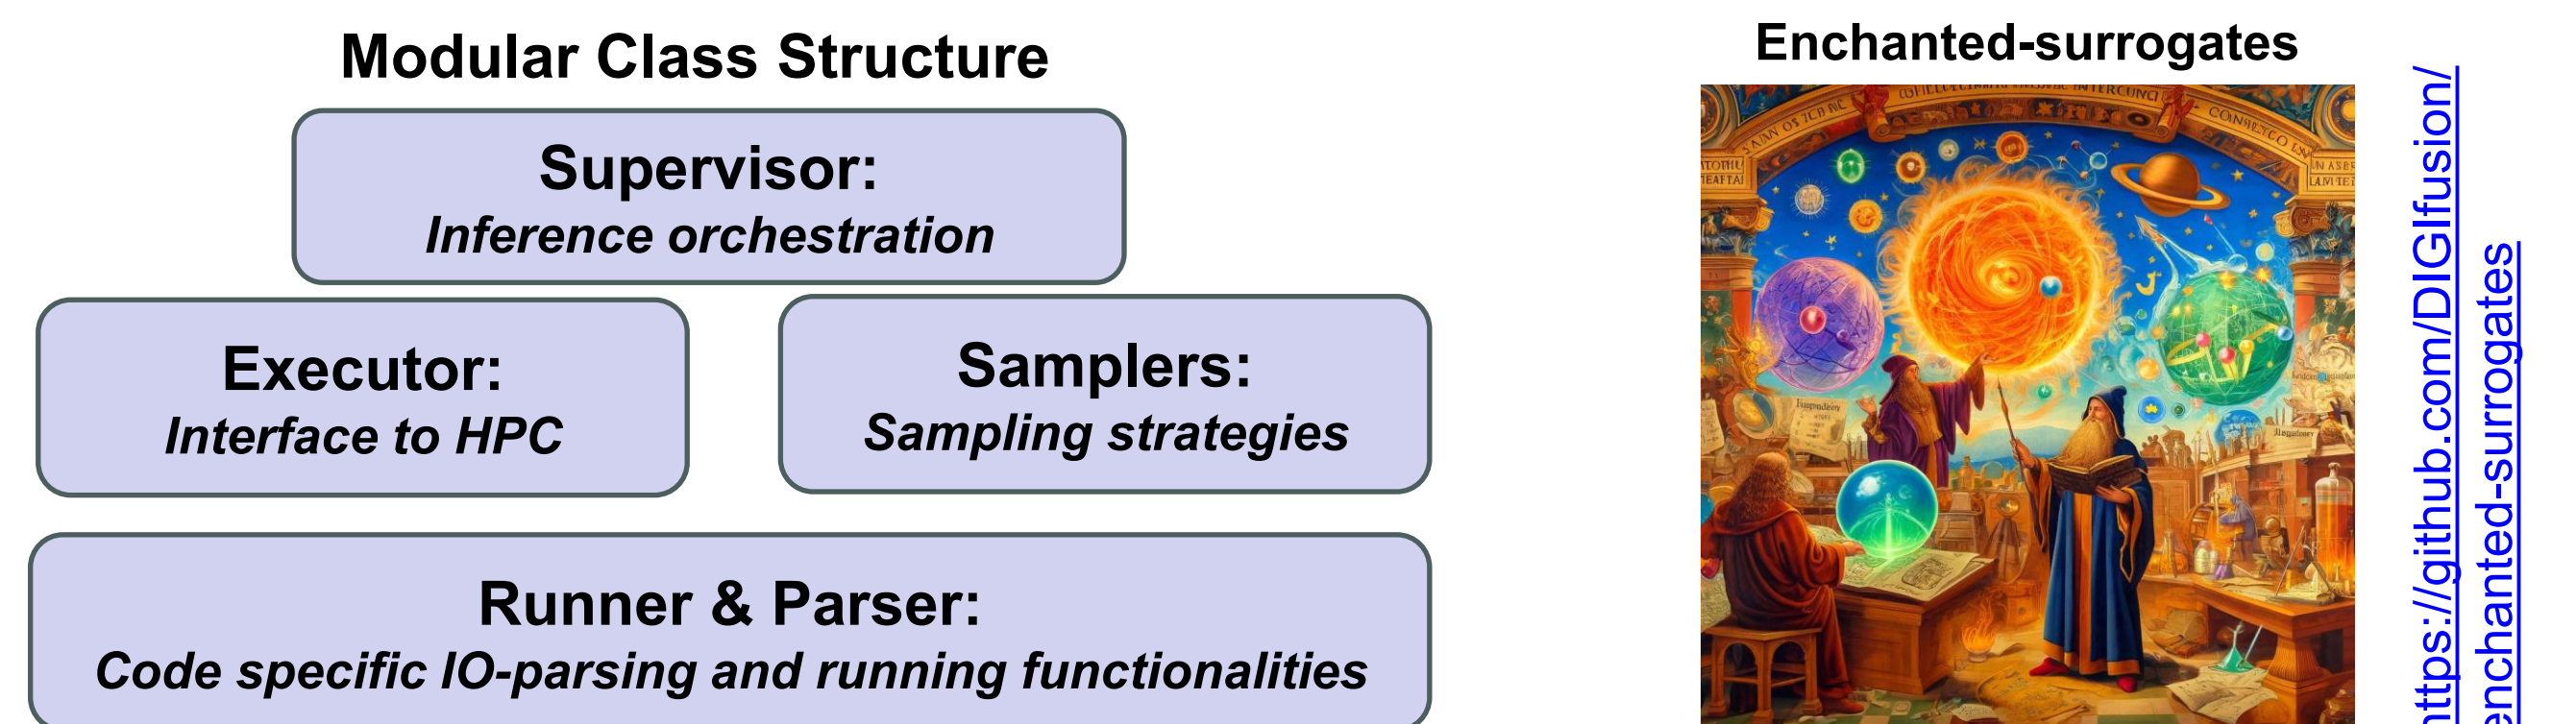 Modular Class Structure
Supervisor:
Inference orchestration
Executor:
Interface to HPC
Samplers:
Sampling strategies
Runner & Parser:
Code specific IO-parsing and running functionalities
Enchanted-surrogates
https://github.com/DIGIfusion/
enchanted-surrogates